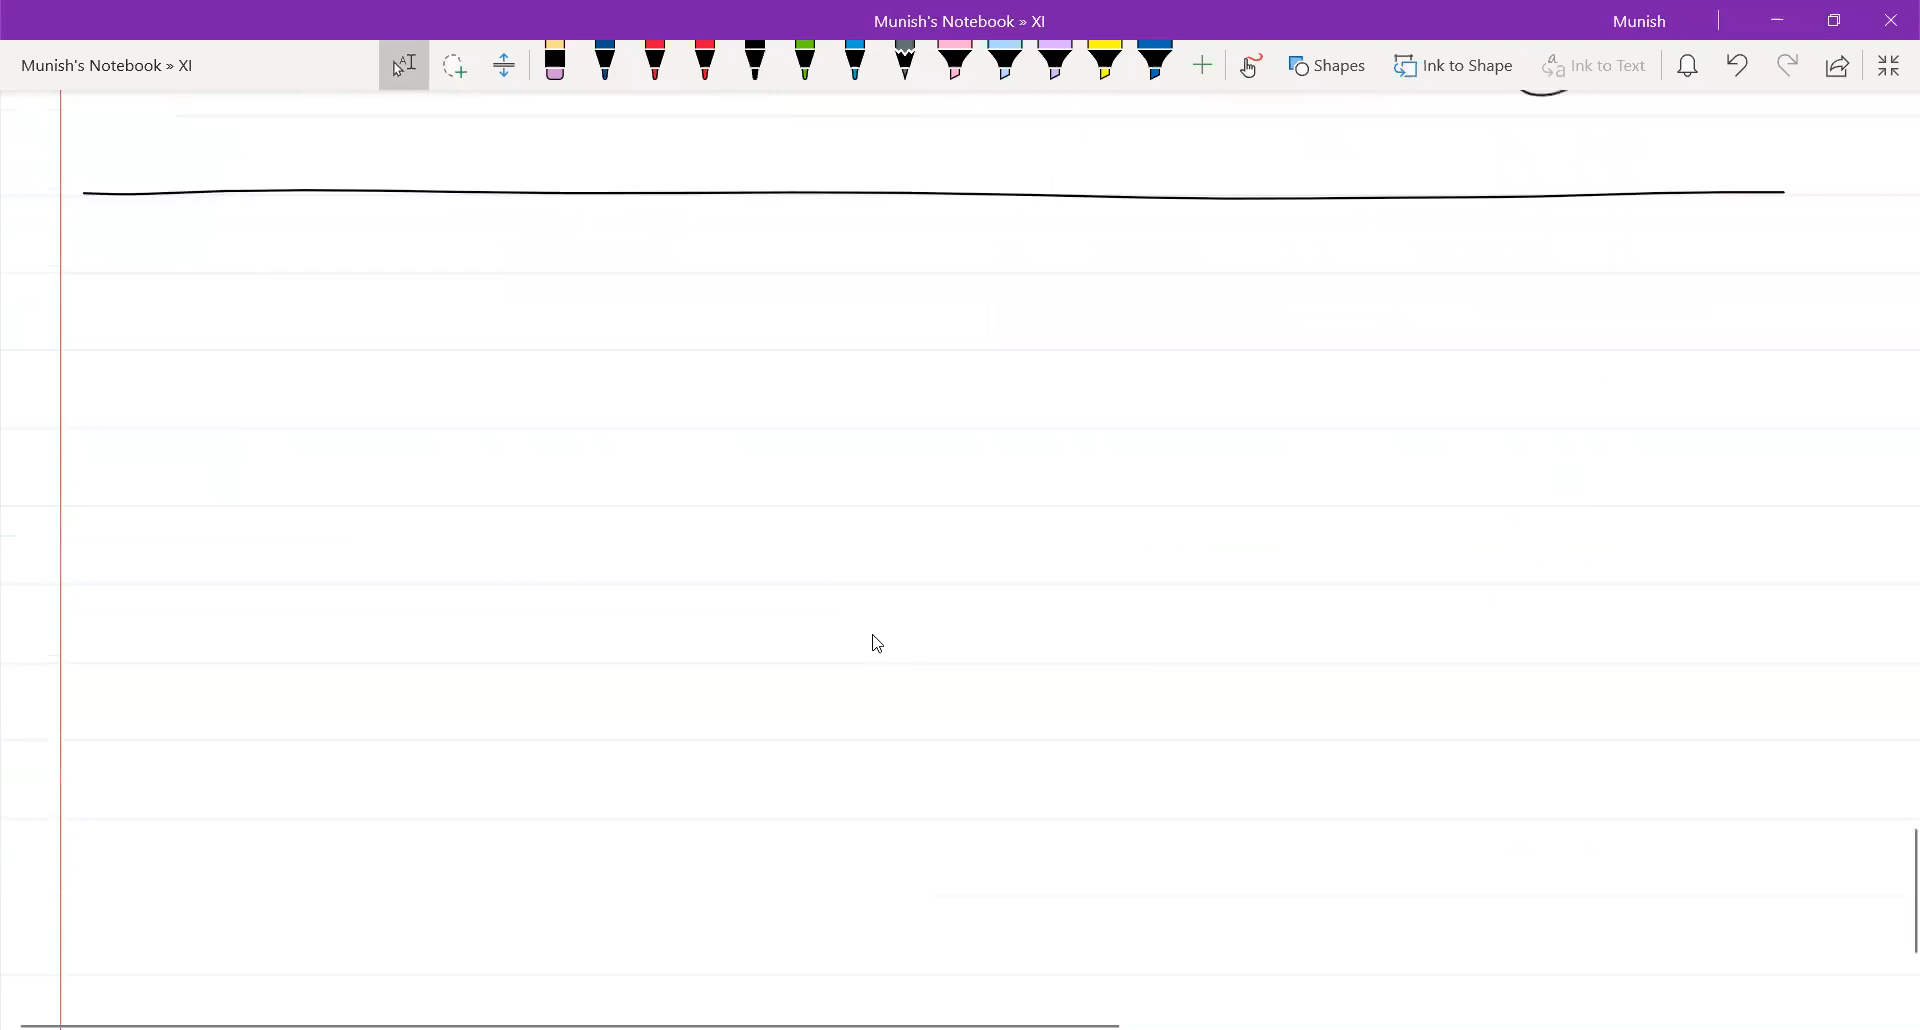 Munish's Notebook » XI
Munish
Munish's Notebook » XI
Shapes
Ink to Shape
Ink to Text